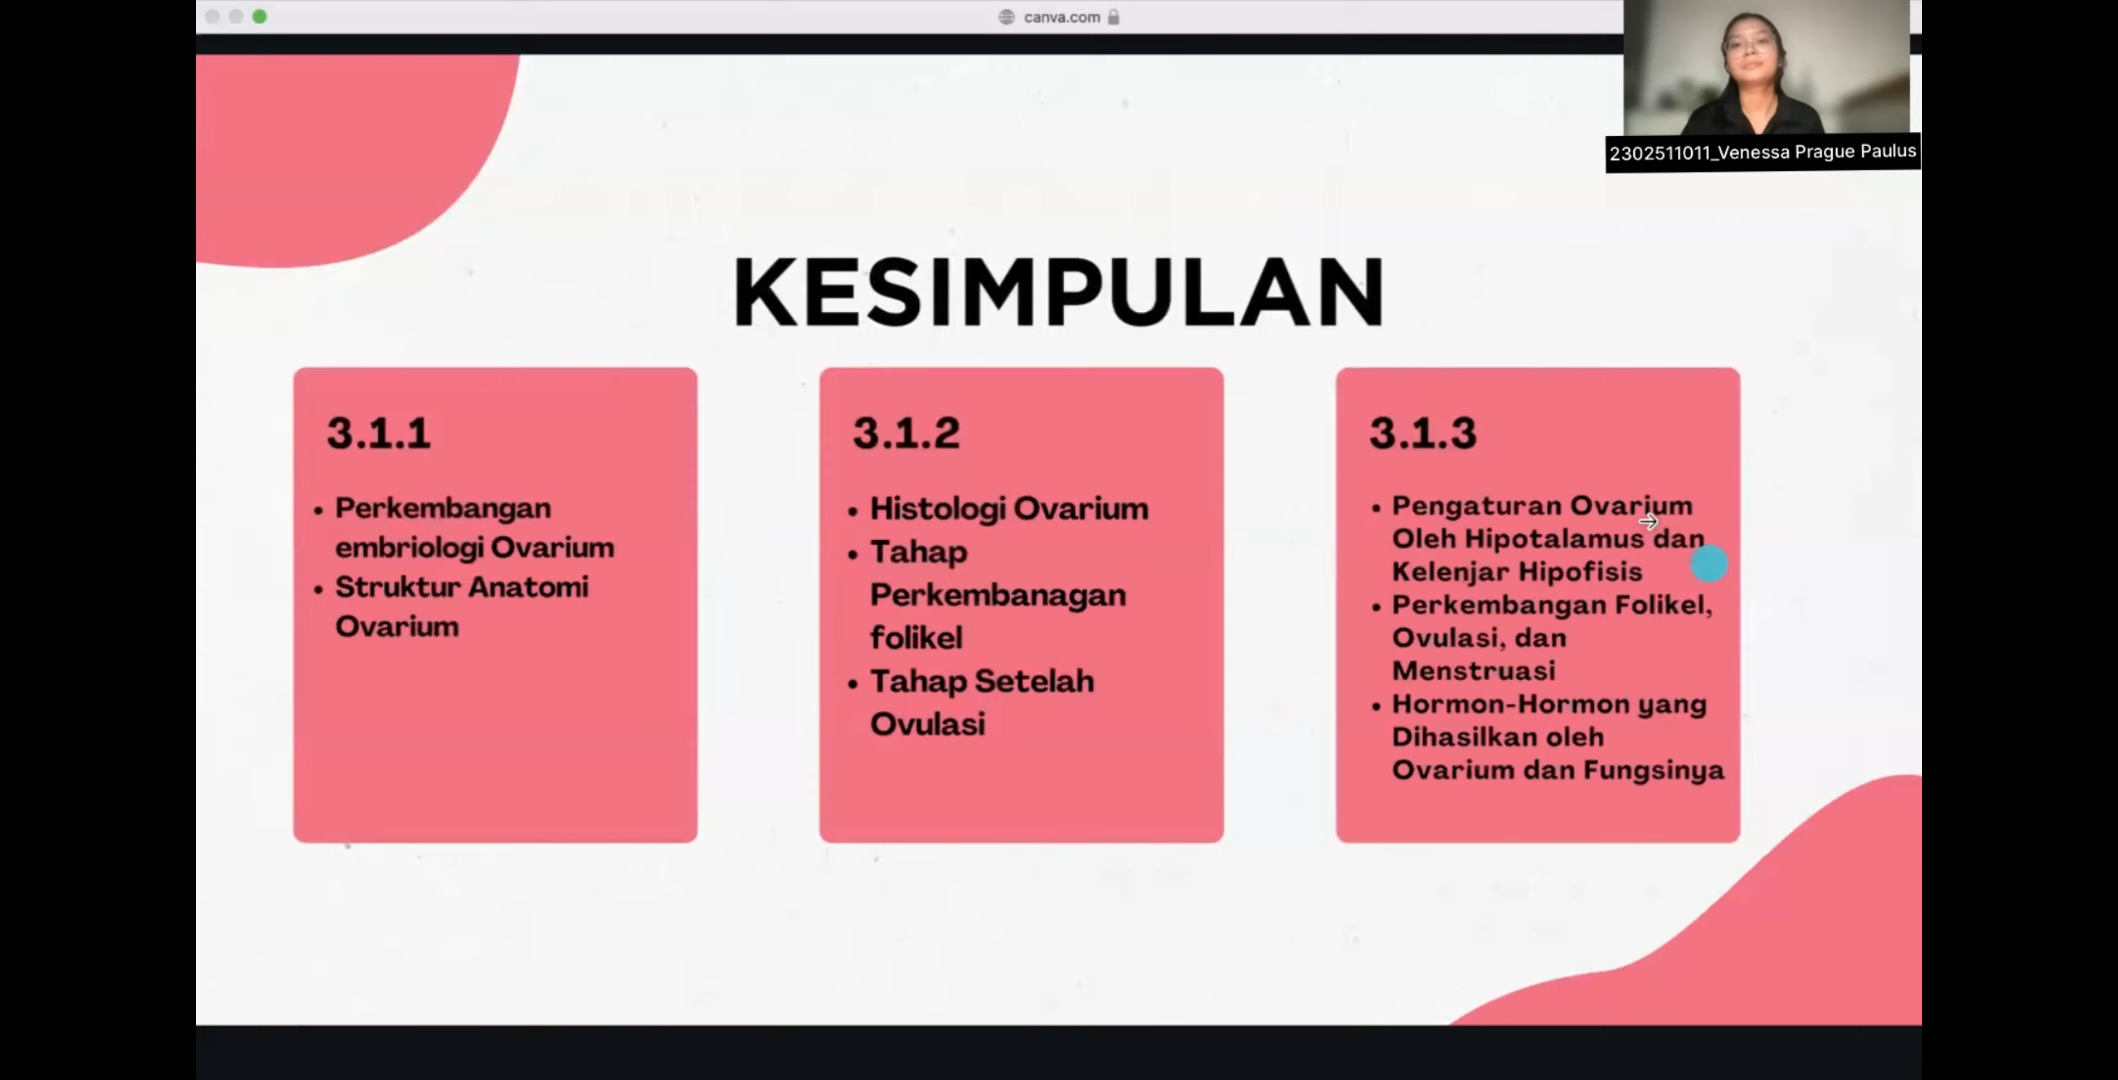 canva.com
2302511011_Venessa Prague Paulus
KESIMPULAN
3.1.1
• Perkembangan
embriologi Ovarium
• Struktur Anatomi
Ovarium
3.1.2
• Histologi Ovarium
• Tahap
Perkembanagan
folikel
• Tahap Setelah
Ovulasi
3.1.3
• Pengaturan Ovarium
Oleh Hipotalamus dan
Kelenjar Hipofisis
• Perkembangan Folikel,
Ovulasi, dan
Menstruasi
• Hormon-Hormon yang
Dihasilkan oleh
Ovarium dan Fungsinya